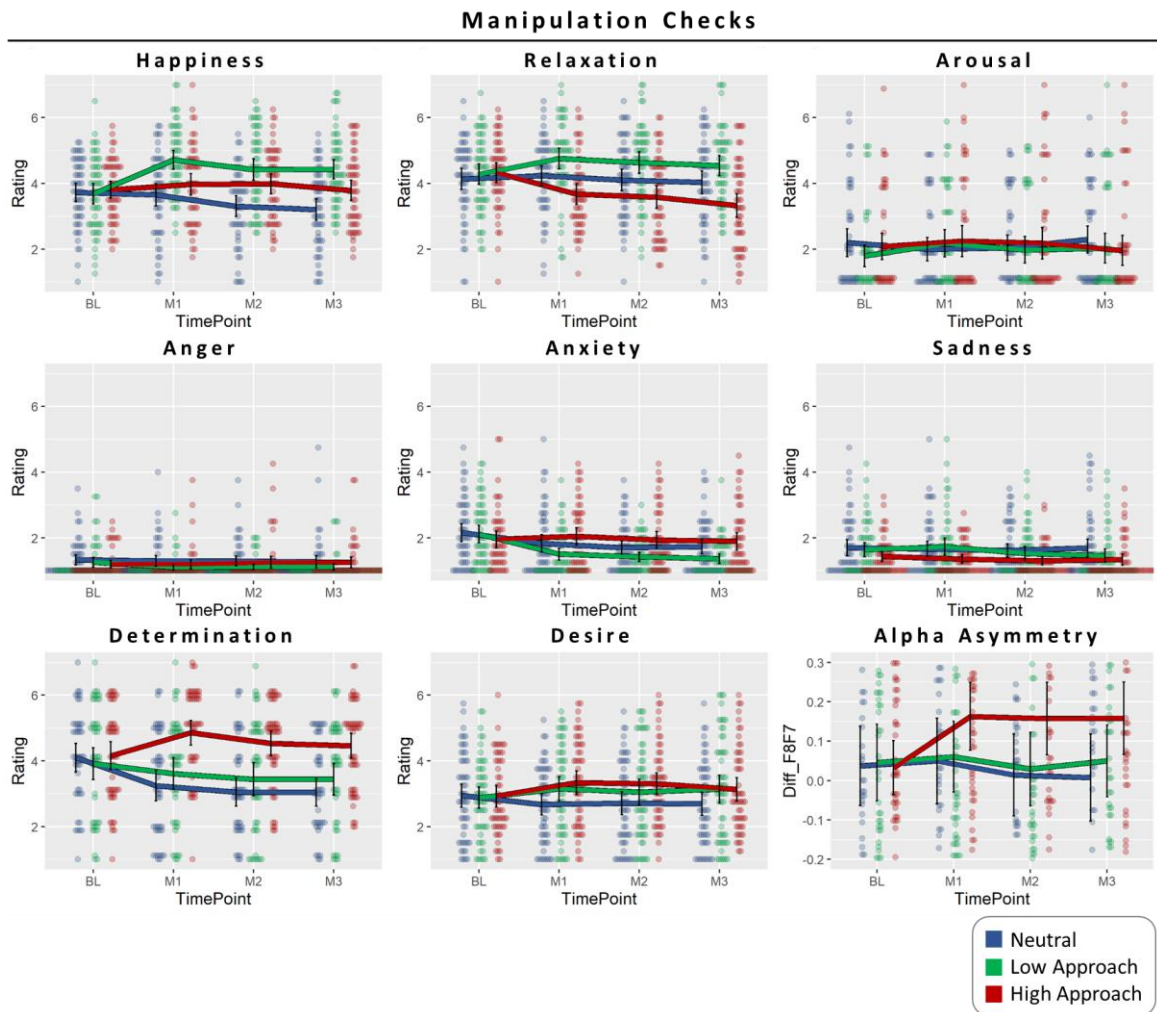 Manipulation Checks
Happiness
Relaxation
Arousal
6
4
2
Rating
BL
M1
M2
M3
TimePoint
6
4
2
Rating
BL
M1
M2
M3
TimePoint
6
4
2
Rating
BL
M1
M2
M3
TimePoint
Anger
Anxiety
Sadness
6
4
2
Rating
BL
M1
M2
M3
TimePoint
6
4
2
Rating
BL
M1
M2
M3
TimePoint
6
4
2
Rating
BL
M1
M2
M3
TimePoint
Determination
Desire
Alpha Asymmetry
6
4
2
Rating
BL
M1
M2
M3
TimePoint
6
4
2
Rating
BL
M1
M2
M3
TimePoint
0.3
0.2
0.1
0.0
-0.1
-0.2
Diff_F8F7
BL
M1
M2
M3
TimePoint
Neutral
Low Approach
High Approach